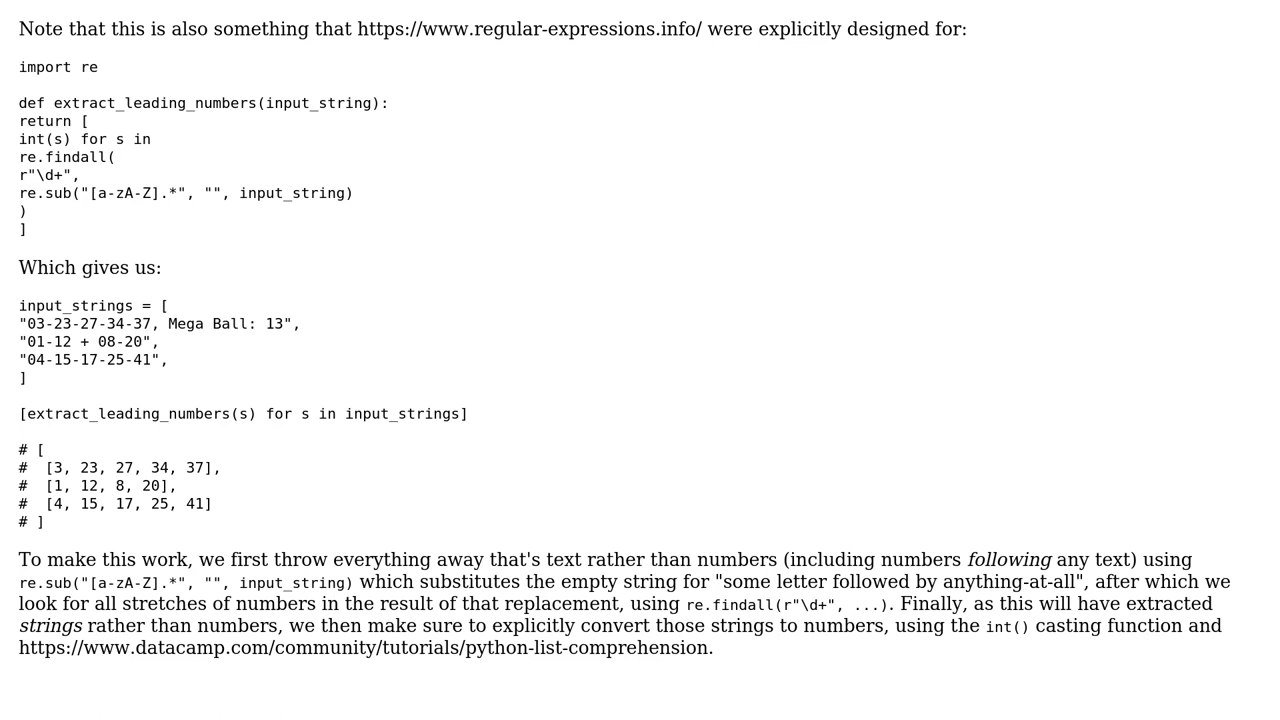 Note that this is also something that https://www.regular-expressions.info/ were explicitly designed for:
import re
def extract_leading_numbers(input_string):
return [
int(s) for s in
re.findall(
r"\d+",
re.sub("[a-zA-Z].*", "", input_string)
)
]
Which gives us:
input_strings = [
"03-23-27-34-37, Mega Ball: 13",
"01-12 + 08-20",
"04-15-17-25-41",
]
[extract_leading_numbers(s) for s in input_strings]
# [
#  [3, 23, 27, 34, 37],
#  [1, 12, 8, 20],
#  [4, 15, 17, 25, 41]
# ]
To make this work, we first throw everything away that's text rather than numbers (including numbers following any text) using
re.sub("[a-zA-Z].*", "", input_string) which substitutes the empty string for "some letter followed by anything-at-all", after which we
look for all stretches of numbers in the result of that replacement, using re.findall(r"\d+", ...). Finally, as this will have extracted
strings rather than numbers, we then make sure to explicitly convert those strings to numbers, using the int() casting function and
https://www.datacamp.com/community/tutorials/python-list-comprehension.